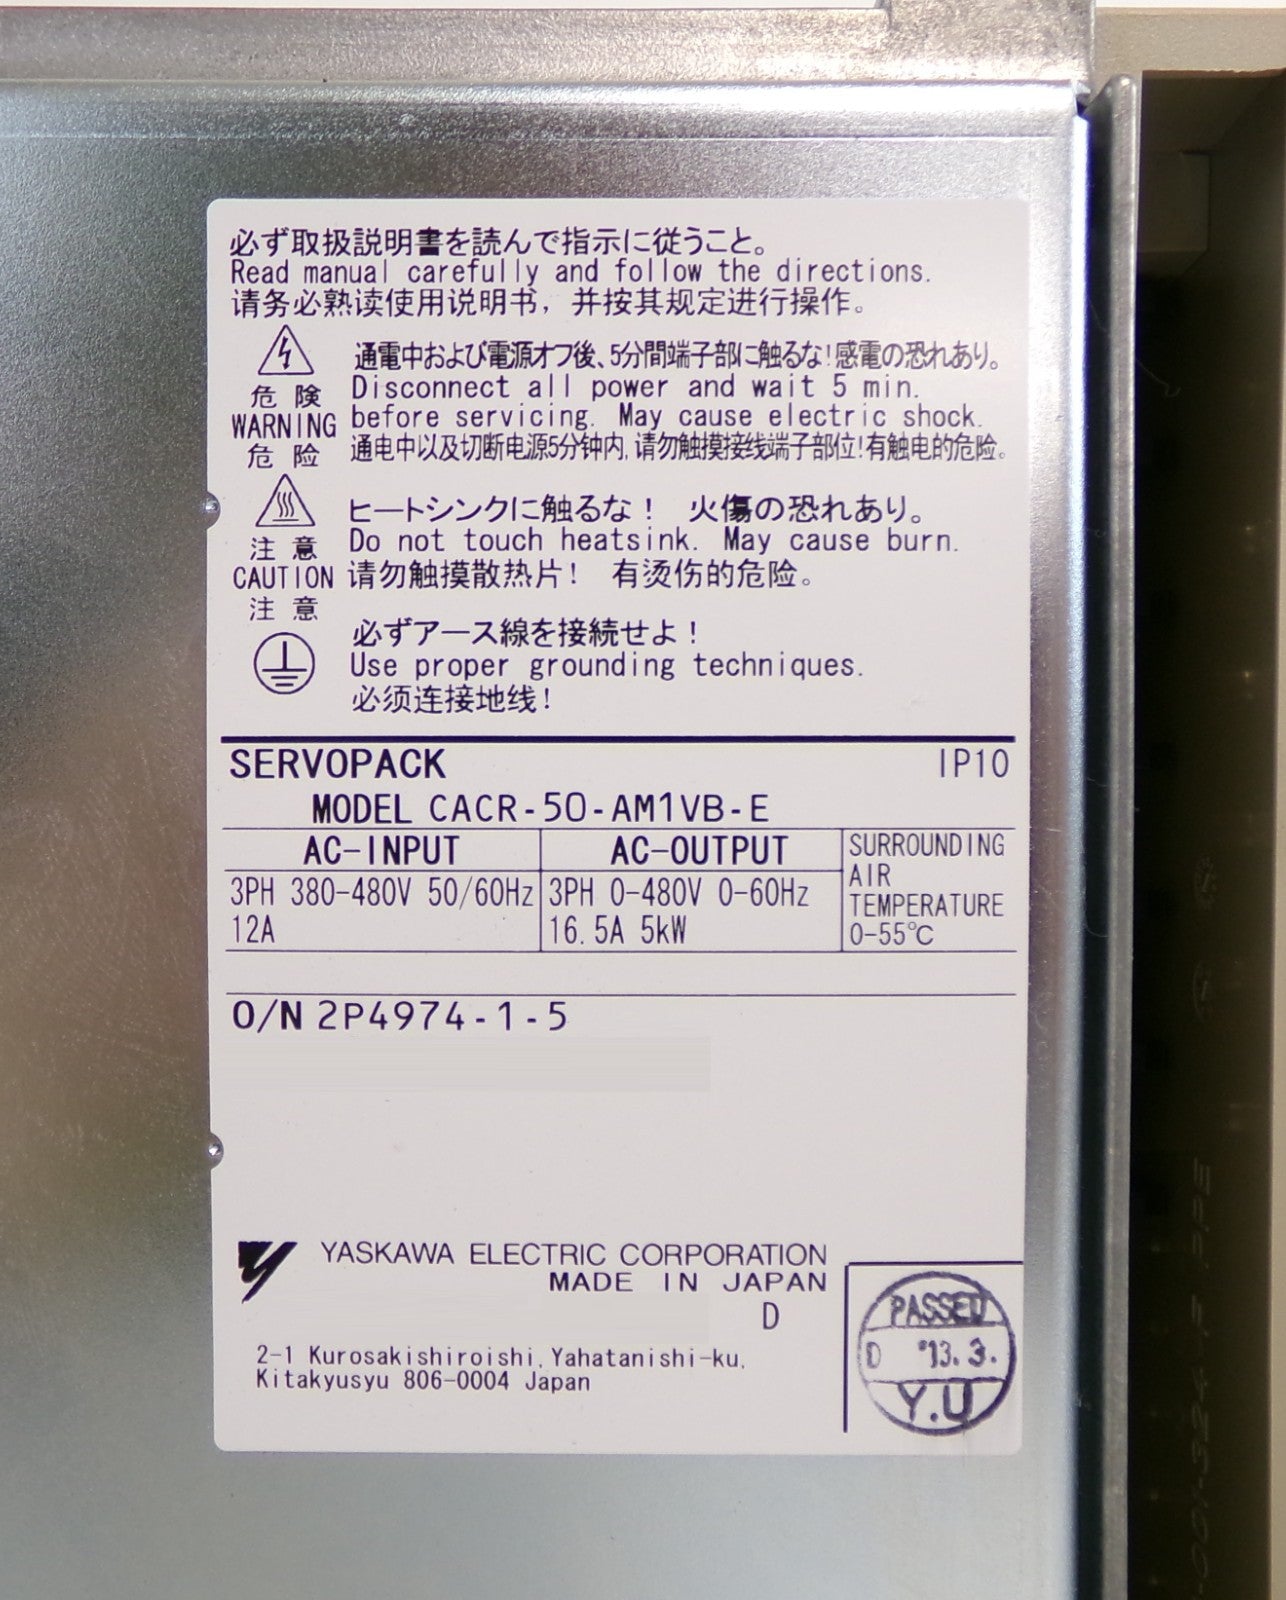 必ず取扱説明書を読んで指示に従うこと。
Read manual carefully and follow the directions.
请务必熟读使用说明书，并按其规定进行操作。
危 険
WARNING
危 险
通電中および電源オフ後、5分間端子部に触るな!感電の恐れあり。
Disconnect all power and wait 5 min.
before servicing. May cause electric shock.
通电中以及切断电源5分钟内,请勿触摸接线端子部位!有触电的危险。
注 意
CAUTION
注 意
ヒートシンクに触るな！ 火傷の恐れあり。
Do not touch heatsink. May cause burn.
请勿触摸散热片！ 有烫伤的危险。
必ずアース線を接続せよ！
Use proper grounding techniques.
必须连接地线！
SERVOPACK IP10
MODEL CACR-50-AM1VB-E
AC-INPUT
3PH 380-480V 50/60Hz
12A
AC-OUTPUT
3PH 0-480V 0-60Hz
16.5A 5kW
SURROUNDING
AIR
TEMPERATURE
0-55℃
O/N 2P4974-1-5
YASKAWA ELECTRIC CORPORATION
MADE IN JAPAN
D
2-1 Kurosakishiroishi,Yahatanishi-ku,
Kitakyusyu 806-0004 Japan
PASSED
D '13.3.
Y.U